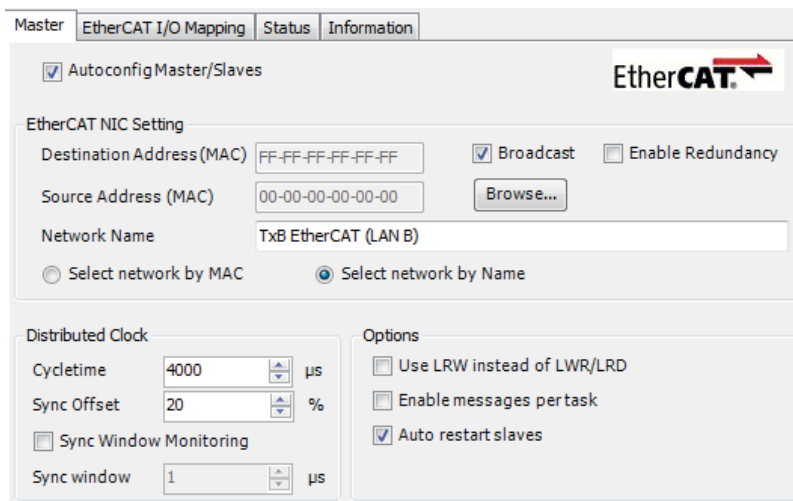 Master EtherCAT I/O Mapping Status Information
Autoconfig Master/Slaves
EtherCAT.
EtherCAT NIC Setting
Destination Address (MAC) FF-FF-FF-FF-FF-FF Broadcast Enable Redundancy
Source Address (MAC) 00-00-00-00-00-00 Browse...
Network Name TxB EtherCAT (LAN B)
Select network by MAC Select network by Name
Distributed Clock
Cycletime 4000 µs
Sync Offset 20 %
Sync Window Monitoring
Sync window 1 µs
Options
Use LRW instead of LWR/LRD
Enable messages per task
Auto restart slaves